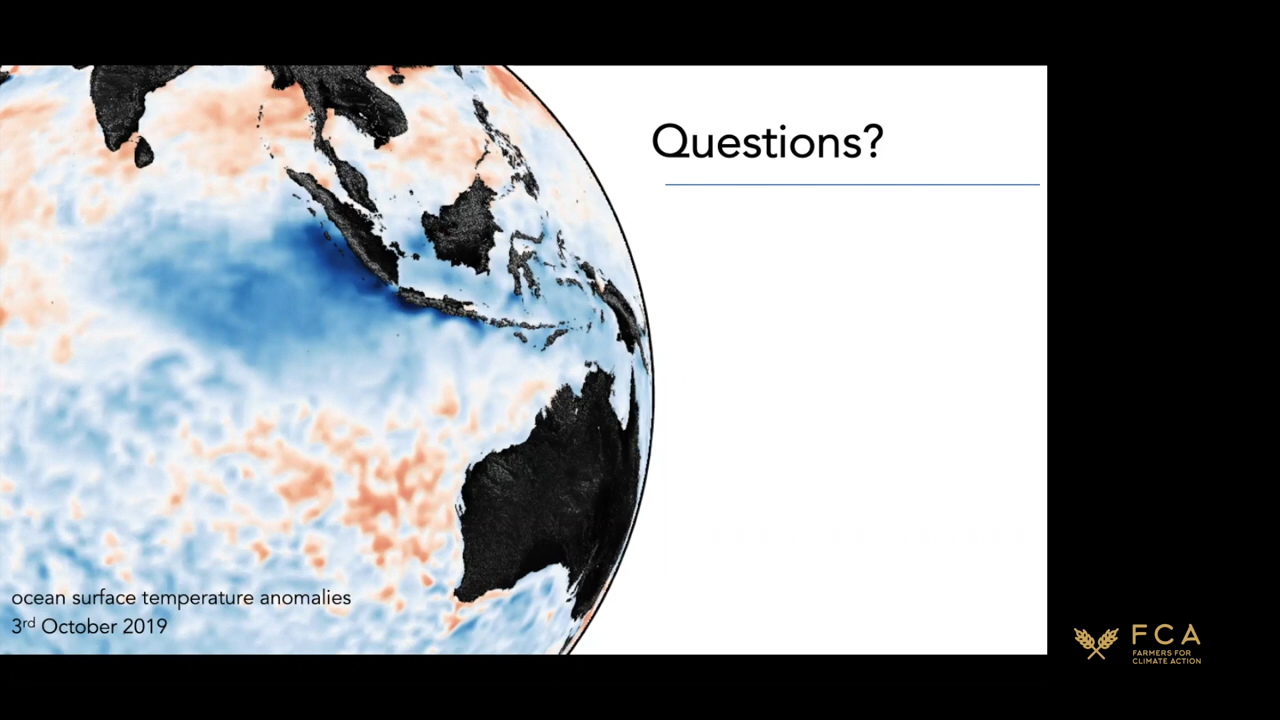 Questions?
ocean surface temperature anomalies
3rd October 2019
FCA
FARMERS FOR
CLIMATE ACTION